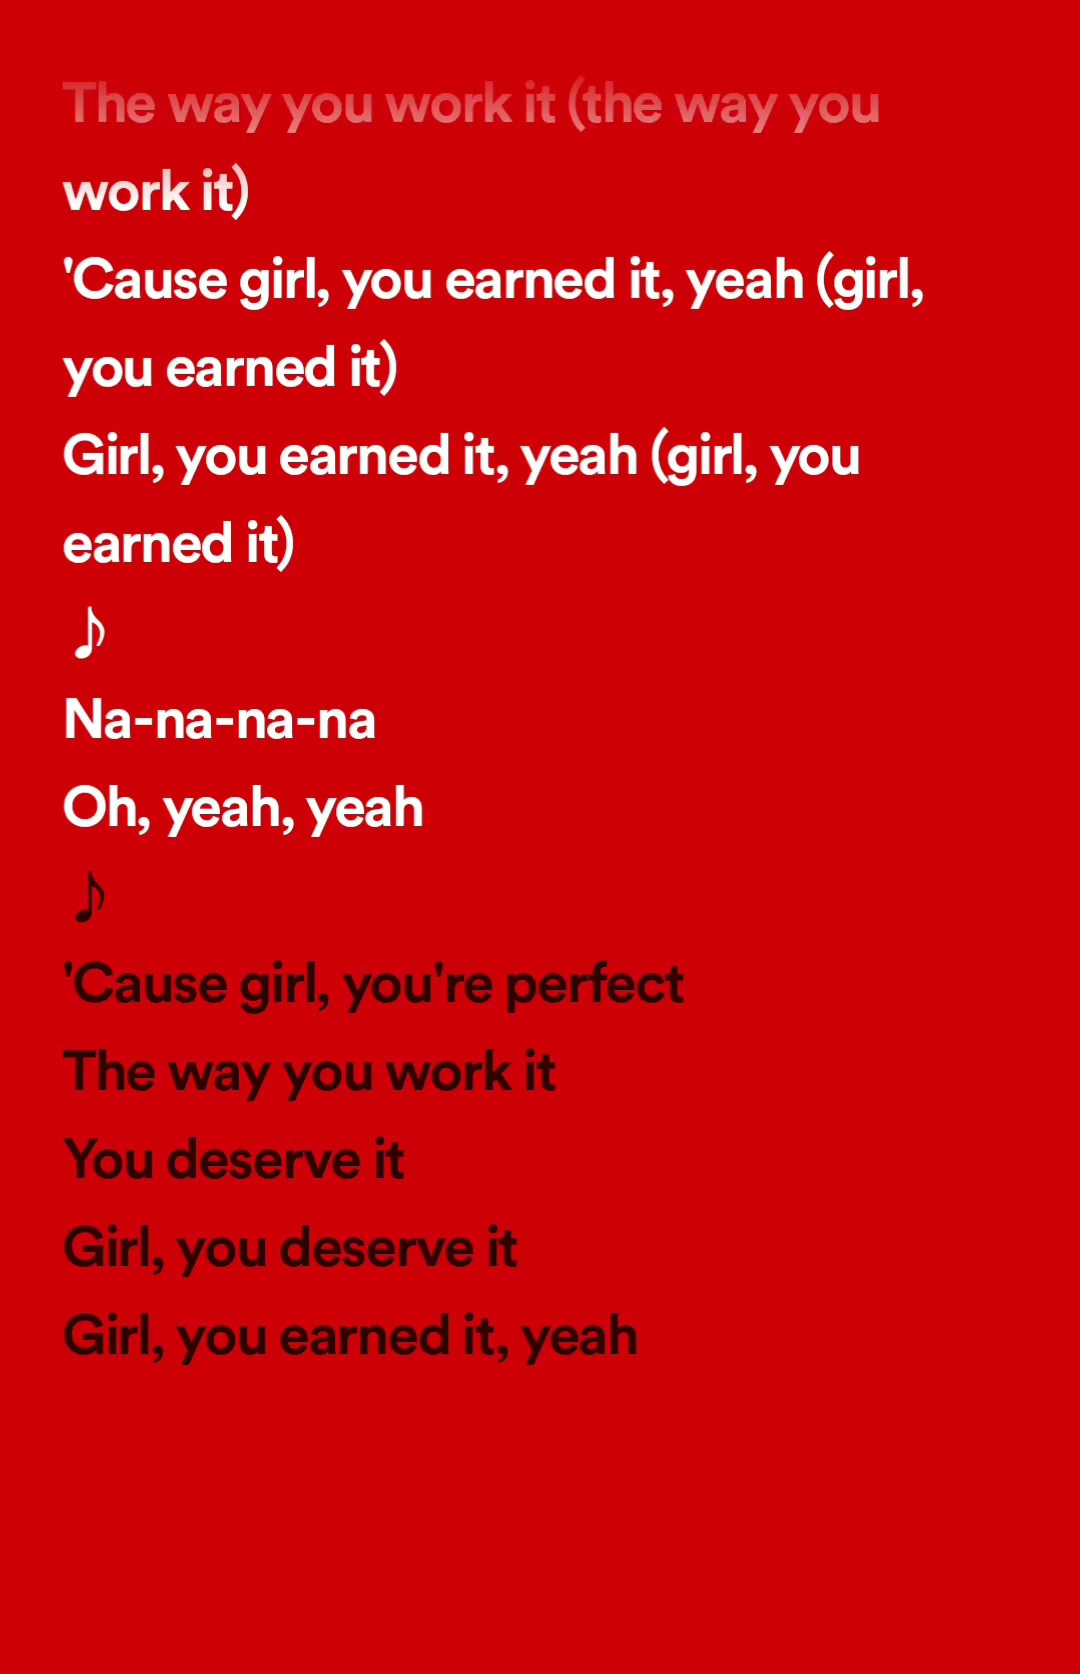 The way you work it (the way you
work it)
'Cause girl, you earned it, yeah (girl,
you earned it)
Girl, you earned it, yeah (girl, you
earned it)
♪
Na-na-na-na
Oh, yeah, yeah
♪
'Cause girl, you're perfect
The way you work it
You deserve it
Girl, you deserve it
Girl, you earned it, yeah